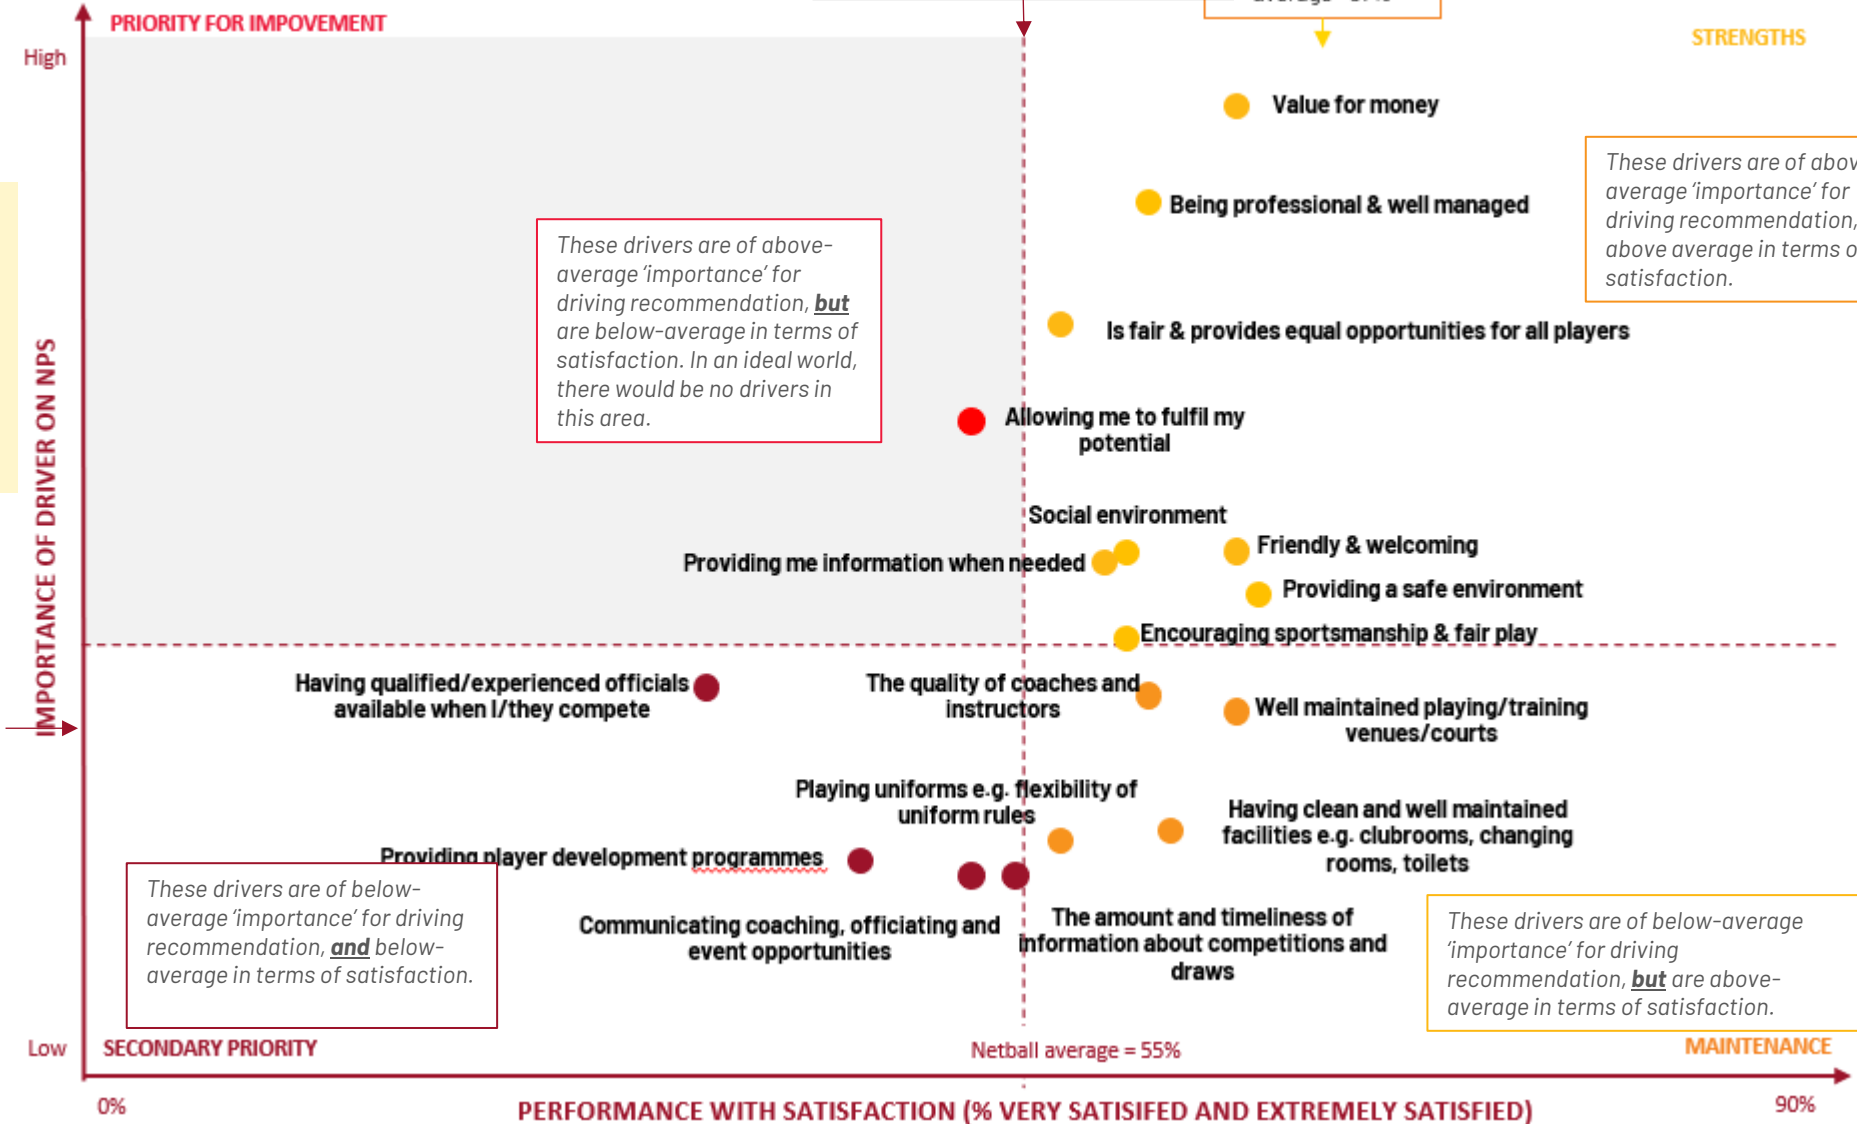 PRIORITY FOR IMPOVEMENT
STRENGTHS
High
Value for money
These drivers are of
average ‘importance’ for
driving recommendation,
above average in terms
satisfaction.
Being professional & well managed
These drivers are of above-
average ‘importance’ for
driving recommendation, but
are below-average in terms of
satisfaction. In an ideal world,
there would be no drivers in
this area.
Is fair & provides equal opportunities for all players
Allowing me to fulfil my
potential
IMPORTANCE OF DRIVER ON NPS
Social environment
Friendly & welcoming
Providing me information when needed
Providing a safe environment
Encouraging sportsmanship & fair play
Having qualified/experienced officials
available when I/they compete
The quality of coaches and
instructors
Well maintained playing/training
venues/courts
Playing uniforms e.g. flexibility of
uniform rules
Having clean and well maintained
facilities e.g. clubrooms, changing
rooms, toilets
Providing player development programmes
These drivers are of below-
average ‘importance’ for driving
recommendation, and below-
average in terms of satisfaction.
Communicating coaching, officiating and
event opportunities
The amount and timeliness of
information about competitions and
draws
These drivers are of below-average
‘importance’ for driving
recommendation, but are above-
average in terms of satisfaction.
Low
SECONDARY PRIORITY
Netball average = 55%
MAINTENANCE
0%
PERFORMANCE WITH SATISFACTION (% VERY SATISIFED AND EXTREMELY SATISFIED)
90%